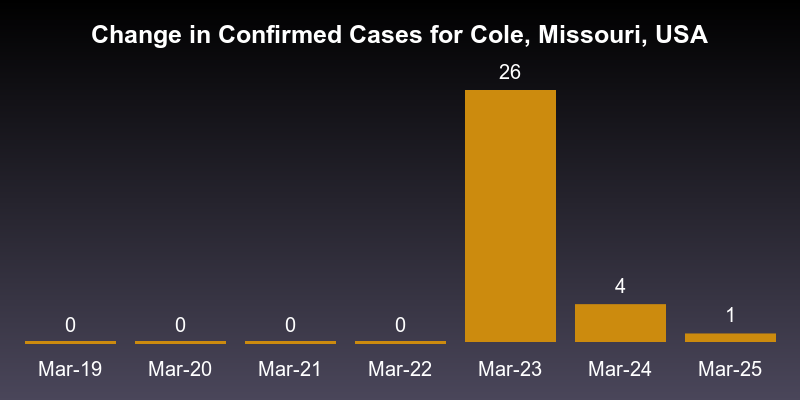 Change in Confirmed Cases for Cole, Missouri, USA
26
4
1
0 0 0 0
Mar-19 Mar-20 Mar-21 Mar-22 Mar-23 Mar-24 Mar-25